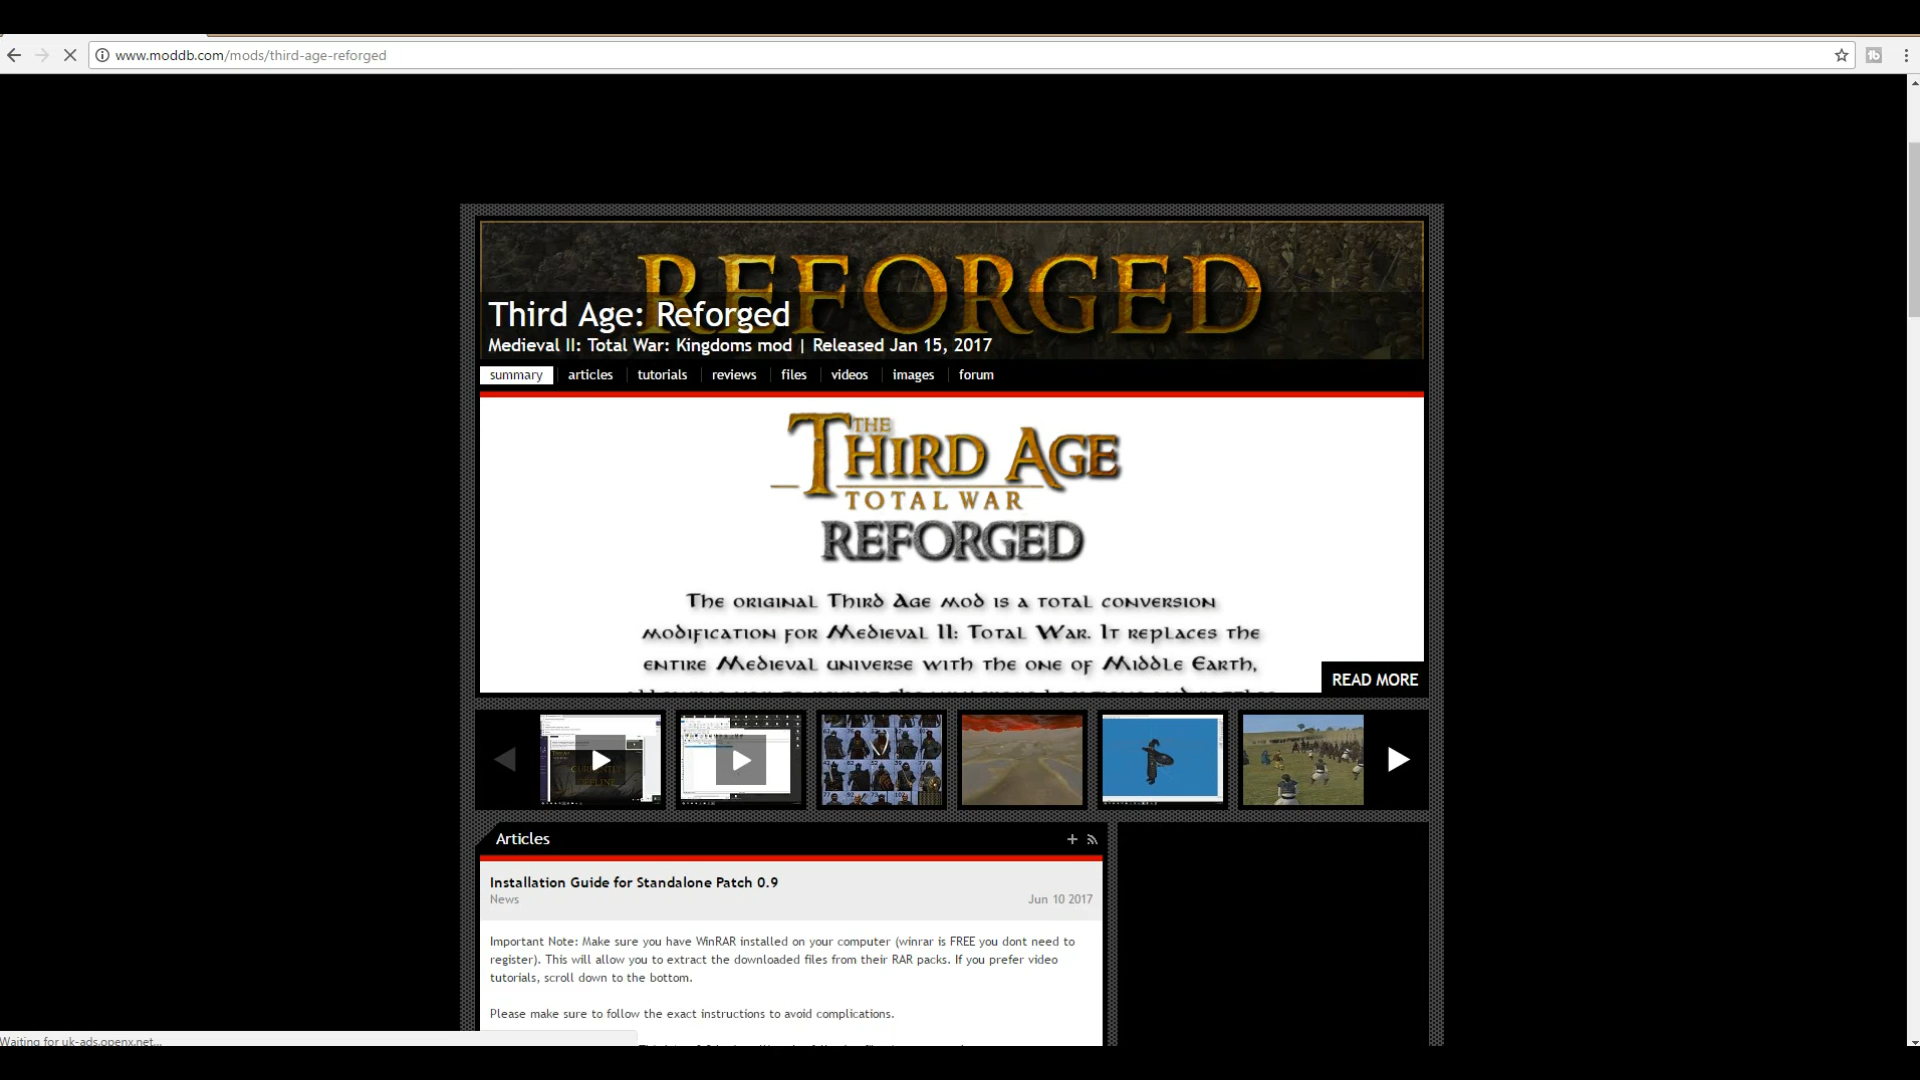 www.moddb.com/mods/third-age-reforged
REFORGED
Third Age: Reforged
Medieval II: Total War: Kingdoms mod | Released Jan 15, 2017
summary articles tutorials reviews files videos images forum
THE
THIRD AGE
TOTAL WAR
REFORGED
The original Third Age mod is a total conversion
modification for Medieval II: Total War. It replaces the
entire Medieval universe with the one of Middle Earth,
READ MORE
Articles
Installation Guide for Standalone Patch 0.9
News Jun 10 2017
Important Note: Make sure you have WinRAR installed on your computer (winrar is FREE you dont need to
register). This will allow you to extract the downloaded files from their RAR packs. If you prefer video
tutorials, scroll down to the bottom.
Please make sure to follow the exact instructions to avoid complications.
Waiting for uk-ads.openx.net...